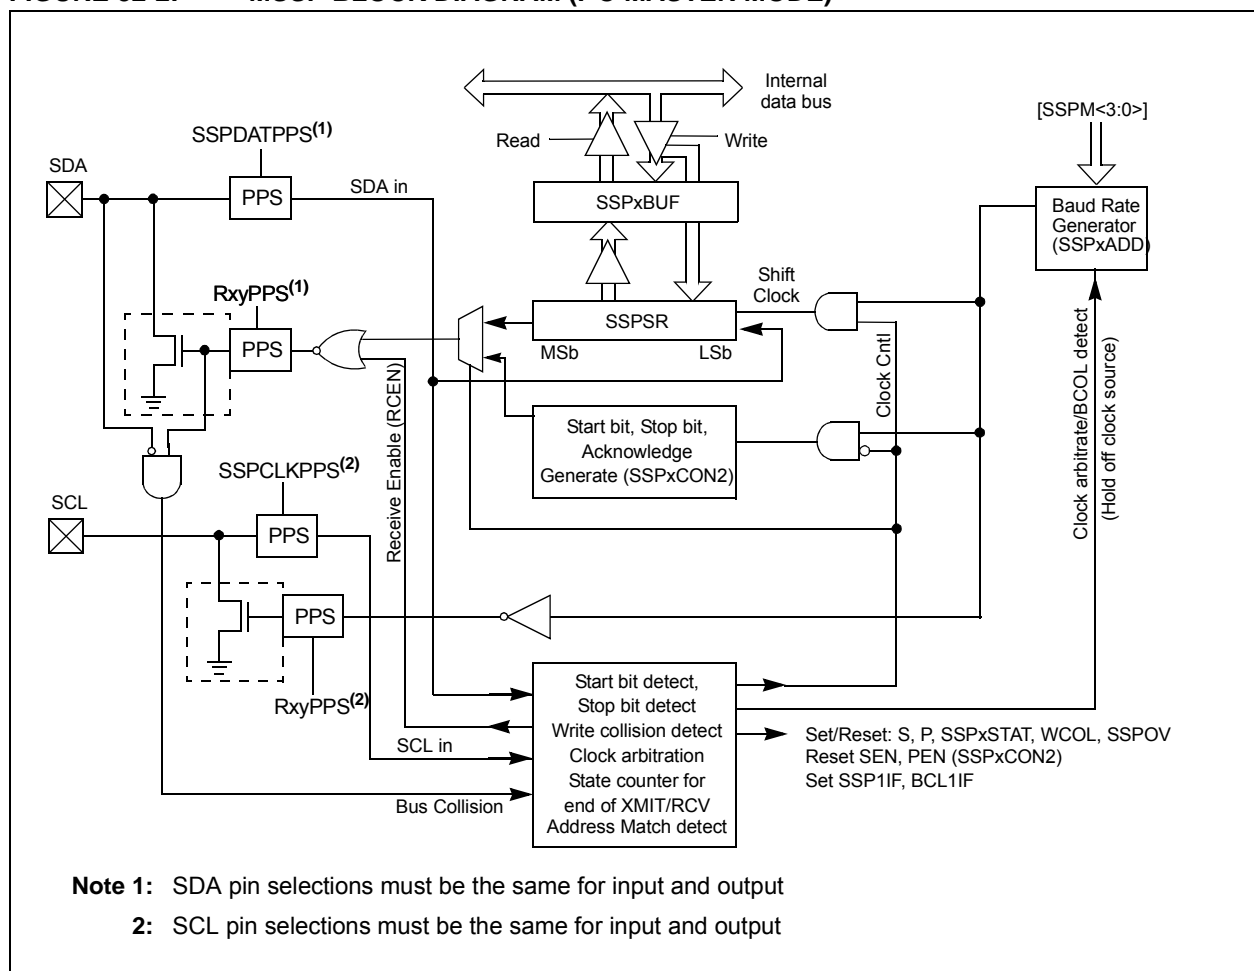 FIGURE
MSSP BLOCK DIAGRAM
MASTER MODE)
Internal
data bus
[SSPM<3:0>]
SSPDATPPS(1)
Read
Write
SDA
PPS
SDA in
SSPxBUF
Baud Rate
Generator
(SSPxADD)
RxyPPS(1)
Shift
Clock
PPS
SSPSR
MSb
LSb
Clock Cntl
Clock arbitrate/BCOL detect
(Hold off clock source)
Receive Enable (RCEN)
Start bit, Stop bit,
Acknowledge
Generate (SSPxCON2)
SSPCLKPPS(2)
SCL
PPS
PPS
RxyPPS(2)
SCL in
Bus Collision
Start bit detect,
Stop bit detect
Write collision detect
Clock arbitration
State counter for
end of XMIT/RCV
Address Match detect
Set/Reset: S, P, SSPxSTAT, WCOL, SSPOV
Reset SEN, PEN (SSPxCON2)
Set SSP1IF, BCL1IF
Note 1: SDA pin selections must be the same for input and output
2: SCL pin selections must be the same for input and output